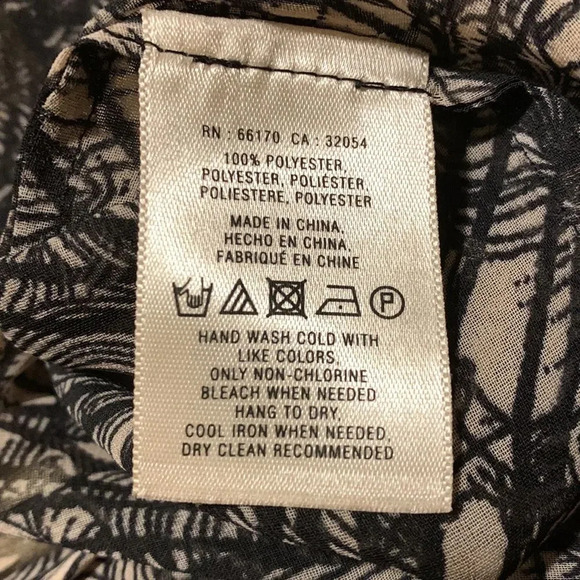 RN : 66170 CA : 32054
100% POLYESTER,
POLYESTER, POLIÉSTER,
POLIESTERE, POLYESTER
MADE IN CHINA,
HECHO EN CHINA,
FABRIQUÉ EN CHINE
P
HAND WASH COLD WITH
LIKE COLORS,
ONLY NON-CHLORINE
BLEACH WHEN NEEDED
HANG TO DRY,
COOL IRON WHEN NEEDED,
DRY CLEAN RECOMMENDED